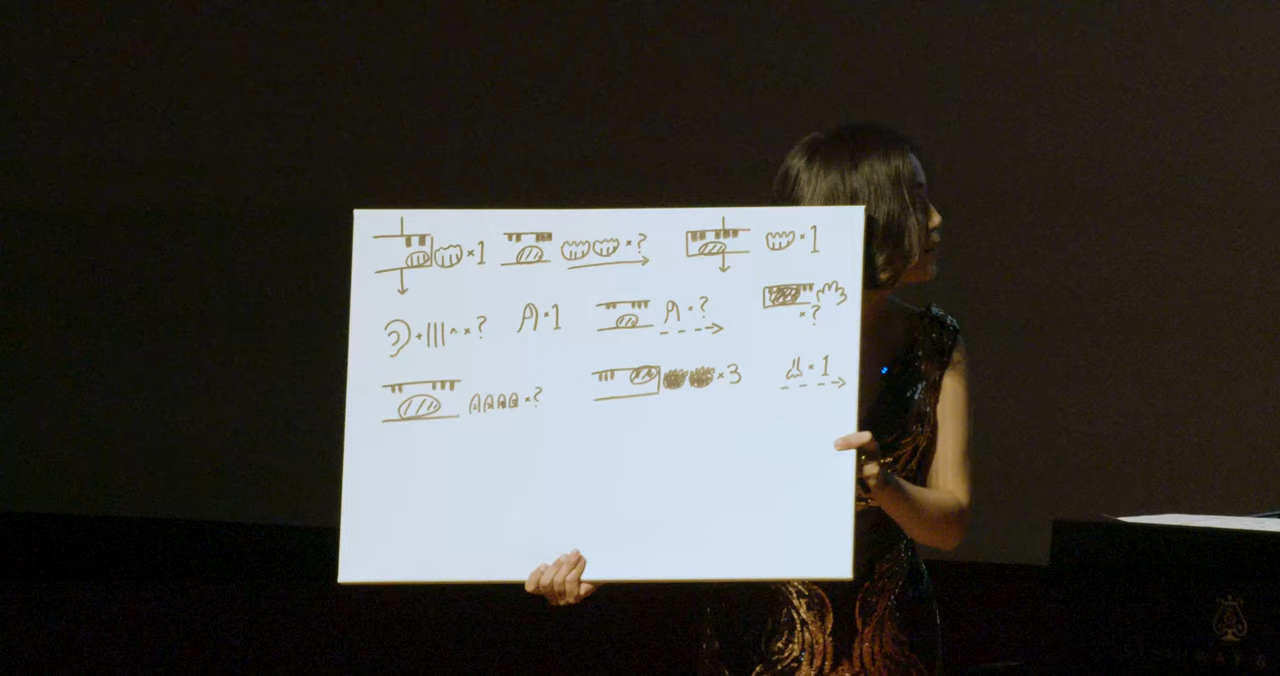 ×1 ×? ×1
+ ||| ^ ×? ×1 ×? ×?
×? ×3 ×1